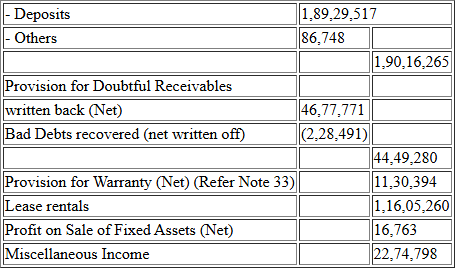 - Deposits 1,89,29,517
- Others 86,748
1,90,16,265
Provision for Doubtful Receivables
written back (Net) 46,77,771
Bad Debts recovered (net written off) (2,28,491)
44,49,280
Provision for Warranty (Net) (Refer Note 33) 11,30,394
Lease rentals 1,16,05,260
Profit on Sale of Fixed Assets (Net) 16,763
Miscellaneous Income 22,74,798